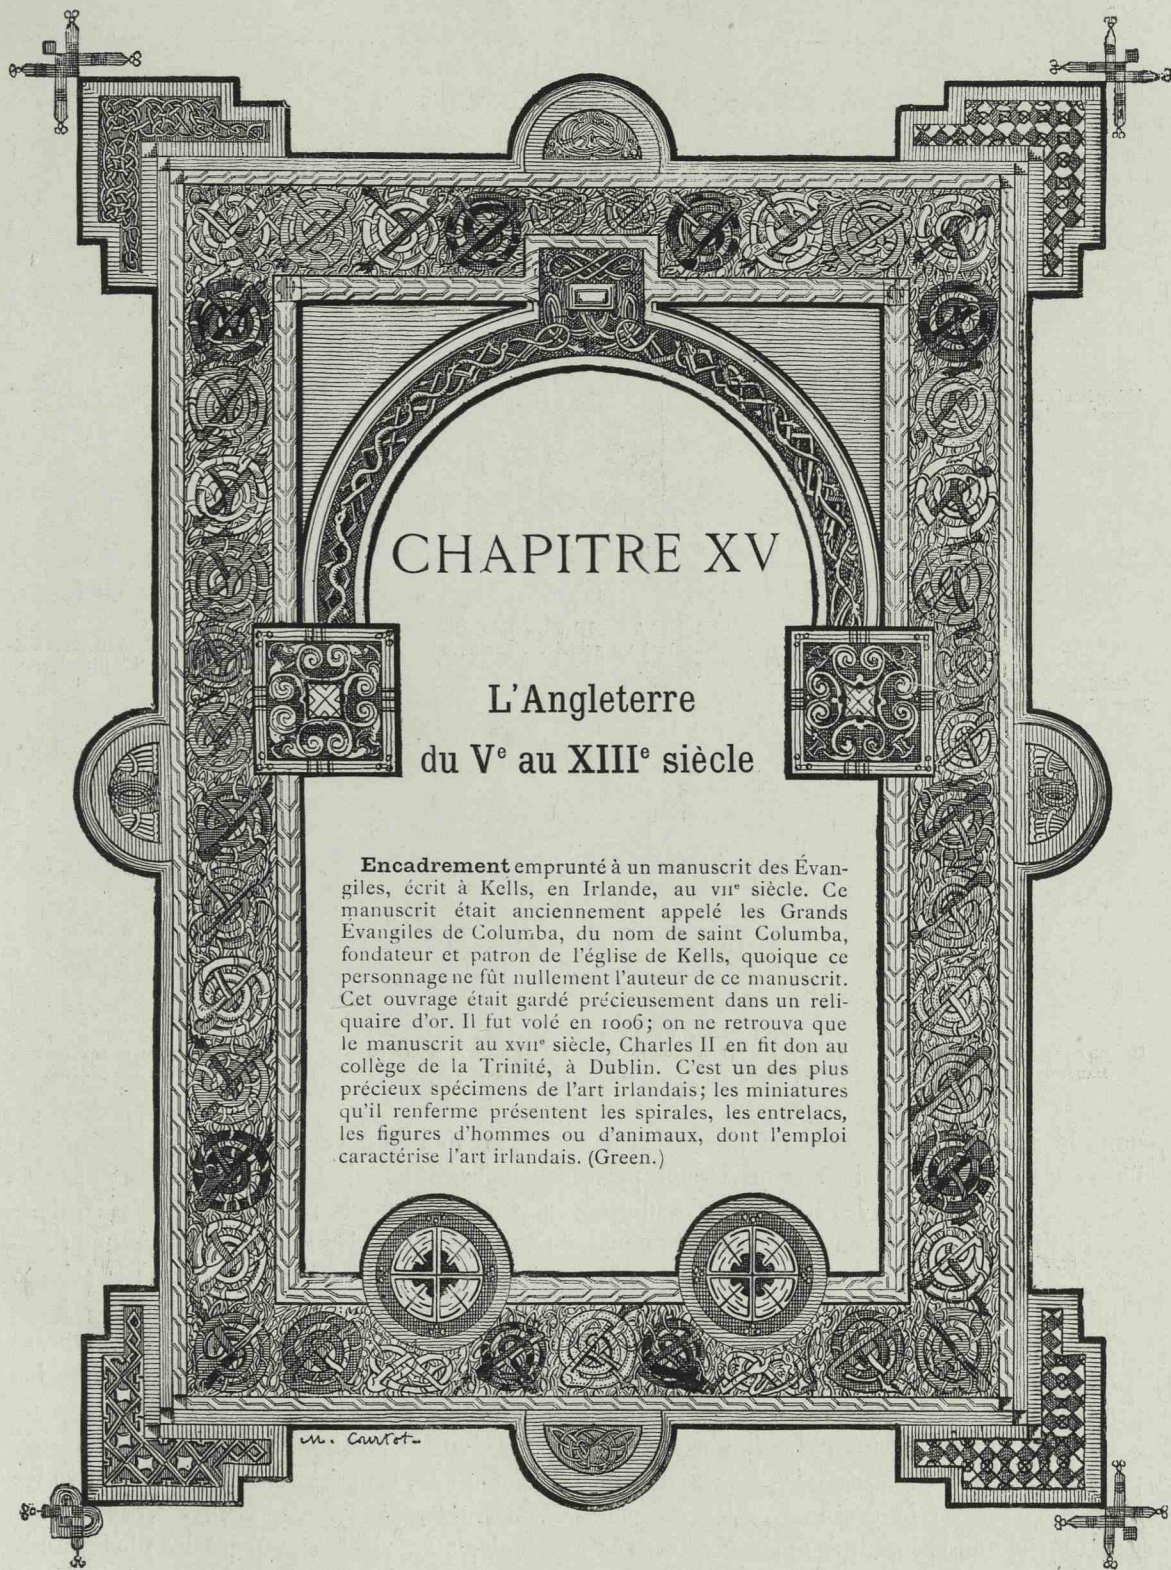 CHAPITRE XV
L'Angleterre
du Vᵉ au XIIIᵉ siècle
Encadrement emprunté à un manuscrit des Évan-
giles, écrit à Kells, en Irlande, au VIIᵉ siècle. Ce
manuscrit était anciennement appelé les Grands
Évangiles de Columba, du nom de saint Columba,
fondateur et patron de l'église de Kells, quoique ce
personnage ne fût nullement l'auteur de ce manuscrit.
Cet ouvrage était gardé précieusement dans un reli-
quaire d'or. Il fut volé en 1006; on ne retrouva que
le manuscrit au XVIIᵉ siècle, Charles II en fit don au
collège de la Trinité, à Dublin. C'est un des plus
précieux spécimens de l'art irlandais; les miniatures
qu'il renferme présentent les spirales, les entrelacs,
les figures d'hommes ou d'animaux, dont l'emploi
caractérise l'art irlandais. (Green.)
M. Courtot